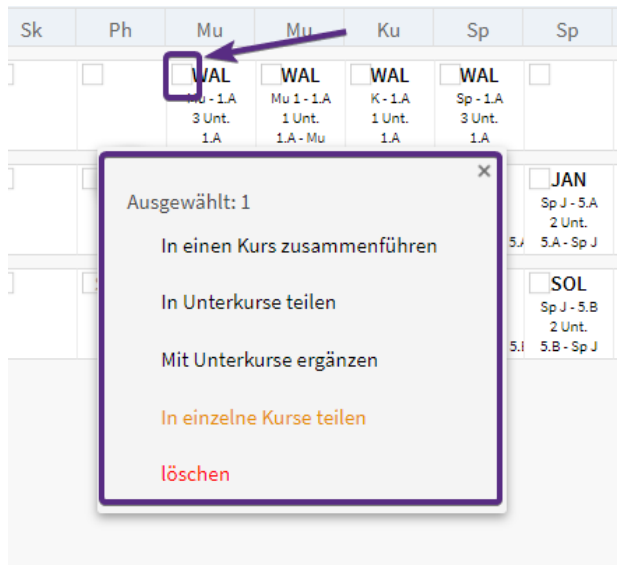 Sk Ph Mu Mu Ku Sp Sp
WAL WAL WAL WAL
Mu - 1.A Mu 1 - 1.A K - 1.A Sp - 1.A
3 Unt. 1 Unt. 1 Unt. 3 Unt.
1.A 1.A - Mu 1.A 1.A
Ausgewählt: 1
In einen Kurs zusammenführen
In Unterkurse teilen
Mit Unterkurse ergänzen
In einzelne Kurse teilen
löschen
JAN
Sp J - 5.A
2 Unt.
5.A - Sp J
SOL
Sp J - 5.B
2 Unt.
5.B - Sp J